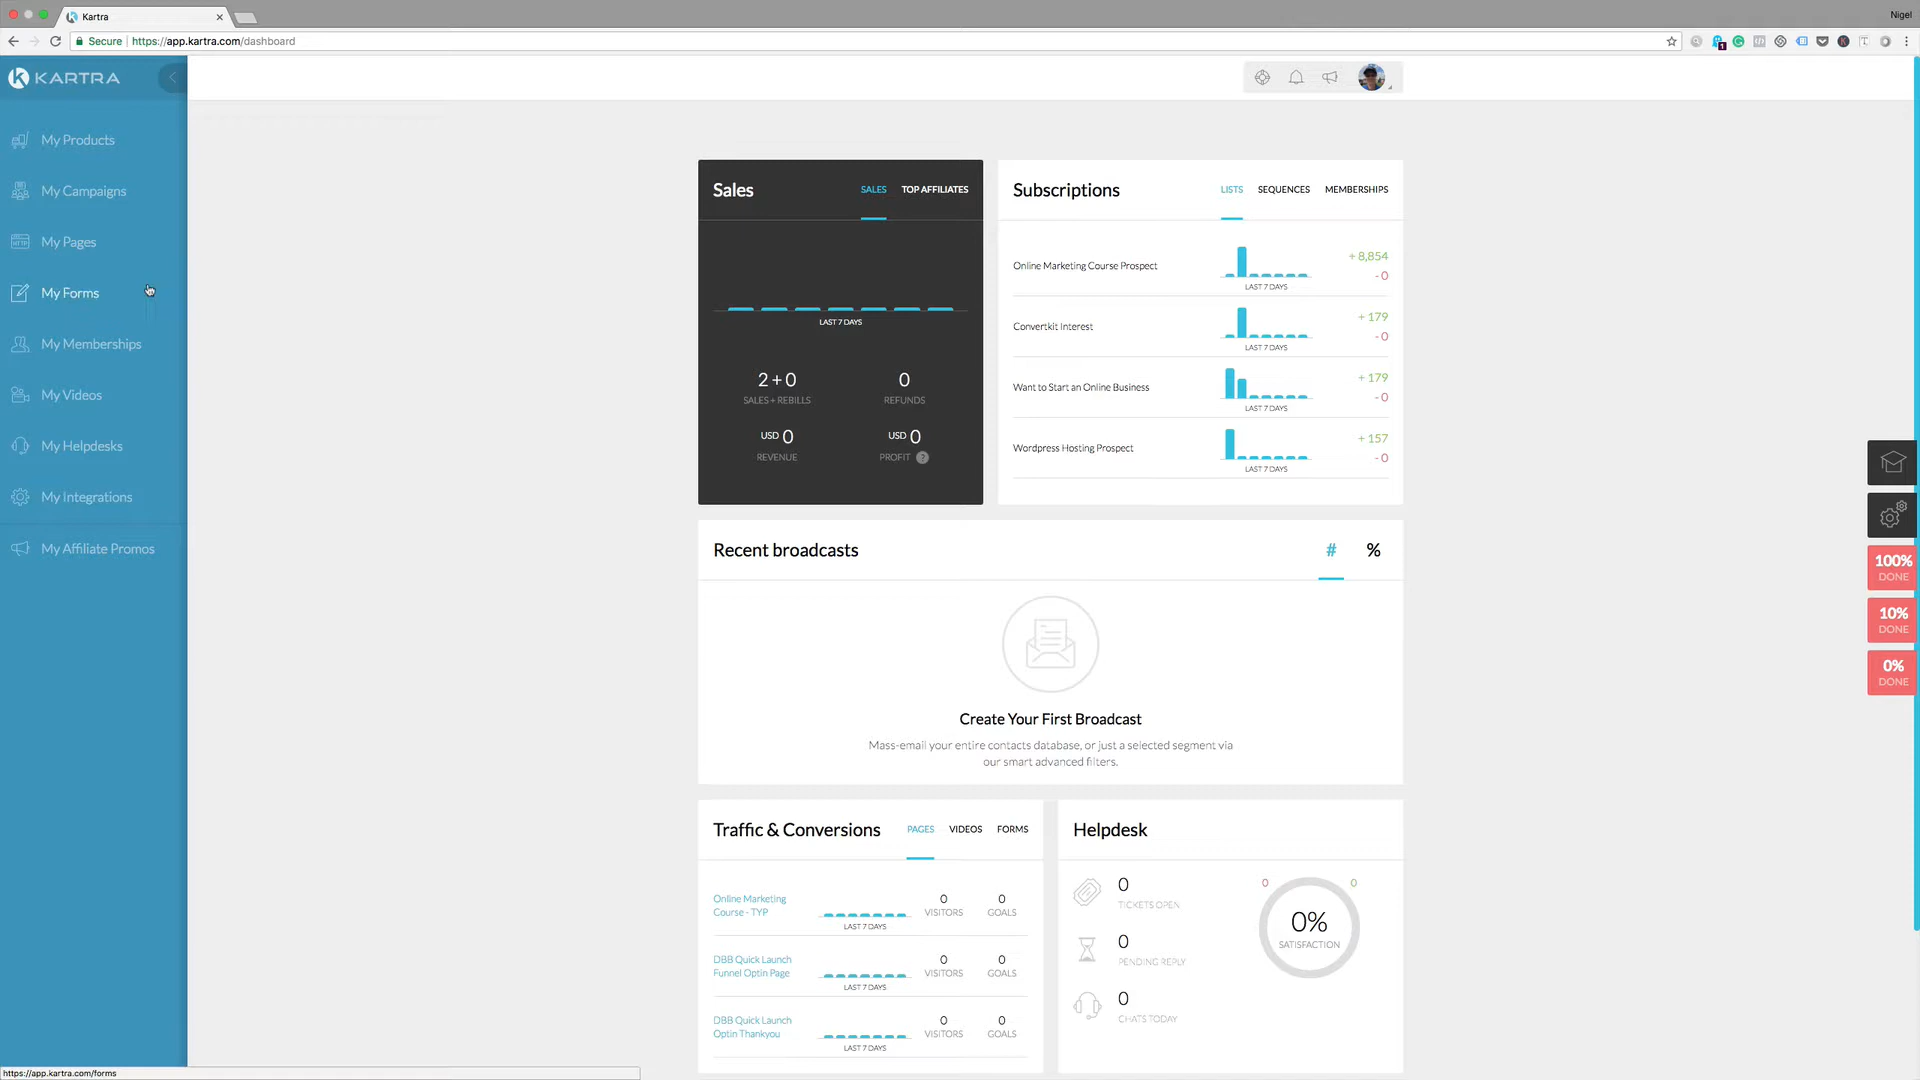 Kartra
Nigel
Secure
https://app.kartra.com/dashboard
1
KARTRA
My Products
My Campaigns
My Pages
HTTP
My Forms
My Memberships
My Videos
My Helpdesks
My Integrations
My Affiliate Promos
Sales
SALES
TOP AFFILIATES
LAST 7 DAYS
2 + 0
SALES + REBILLS
0
REFUNDS
USD 0
REVENUE
USD 0
PROFIT ?
Subscriptions
LISTS
SEQUENCES
MEMBERSHIPS
Online Marketing Course Prospect
LAST 7 DAYS
+ 8,854
- 0
Convertkit Interest
LAST 7 DAYS
+ 179
- 0
Want to Start an Online Business
LAST 7 DAYS
+ 179
- 0
Wordpress Hosting Prospect
LAST 7 DAYS
+ 157
- 0
Recent broadcasts
#
%
Create Your First Broadcast
Mass-email your entire contacts database, or just a selected segment via
our smart advanced filters.
Traffic & Conversions
PAGES
VIDEOS
FORMS
Online Marketing
Course - TYP
LAST 7 DAYS
0
VISITORS
0
GOALS
DBB Quick Launch
Funnel Optin Page
LAST 7 DAYS
0
VISITORS
0
GOALS
DBB Quick Launch
Optin Thankyou
LAST 7 DAYS
0
VISITORS
0
GOALS
Helpdesk
0
TICKETS OPEN
0
PENDING REPLY
0
CHATS TODAY
0
0
0%
SATISFACTION
100%
DONE
10%
DONE
0%
DONE
https://app.kartra.com/forms